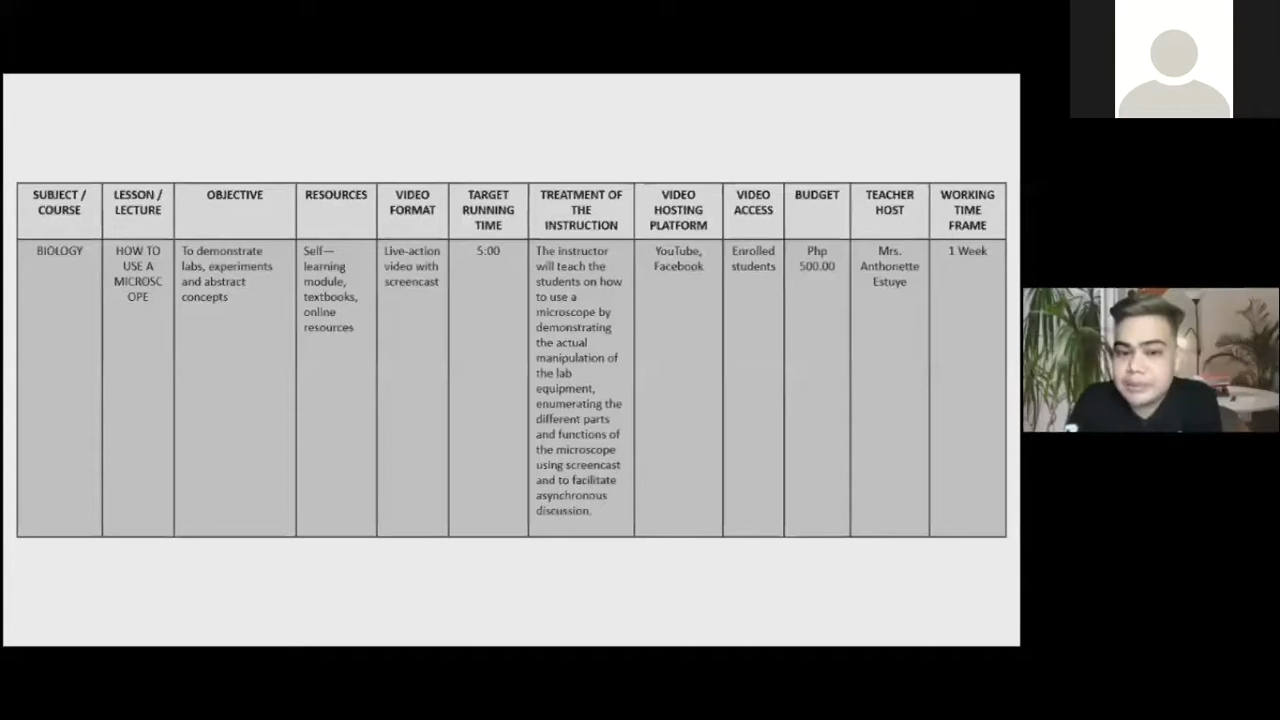 SUBJECT /
COURSE
LESSON /
LECTURE
OBJECTIVE
RESOURCES
VIDEO
FORMAT
TARGET
RUNNING
TIME
TREATMENT OF
THE
INSTRUCTION
VIDEO
HOSTING
PLATFORM
VIDEO
ACCESS
BUDGET
TEACHER
HOST
WORKING
TIME
FRAME
BIOLOGY
HOW TO
USE A
MICROSC
OPE
To demonstrate
labs, experiments
and abstract
concepts
Self—
learning
module,
textbooks,
online
resources
Live-action
video with
screencast
5:00
The instructor
will teach the
students on how
to use a
microscope by
demonstrating
the actual
manipulation of
the lab
equipment,
enumerating the
different parts
and functions of
the microscope
using screencast
and to facilitate
asynchronous
discussion.
YouTube,
Facebook
Enrolled
students
Php
500.00
Mrs.
Anthonette
Estuye
1 Week